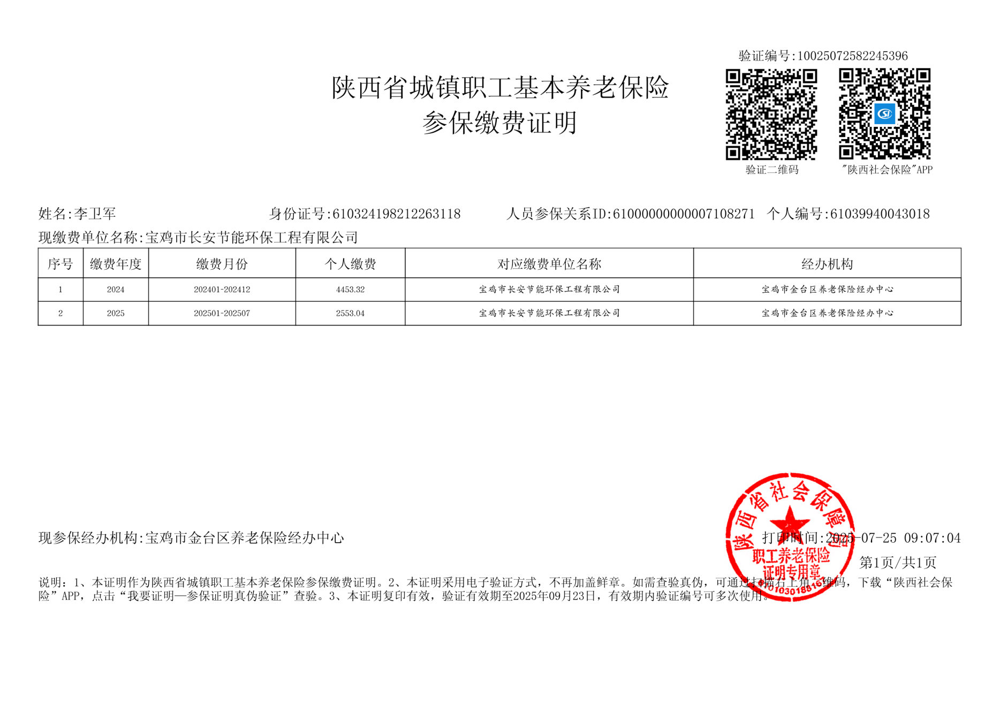 验证编号:10025072582245396
陕西省城镇职工基本养老保险
参保缴费证明
验证二维码
"陕西社会保险"APP
姓名:李卫军 身份证号:610324198212263118 人员参保关系ID:61000000000007108271 个人编号:61039940043018
现缴费单位名称:宝鸡市长安节能环保工程有限公司
序号 缴费年度 缴费月份 个人缴费 对应缴费单位名称 经办机构
1 2024 202401-202412 4453.32 宝鸡市长安节能环保工程有限公司 宝鸡市金台区养老保险经办中心
2 2025 202501-202507 2553.04 宝鸡市长安节能环保工程有限公司 宝鸡市金台区养老保险经办中心
陕西省社会保障局
现参保经办机构:宝鸡市金台区养老保险经办中心 打印时间:2025-07-25 09:07:04
职工养老保险
证明专用章
6101030188162
第1页/共1页
说明：1、本证明作为陕西省城镇职工基本养老保险参保缴费证明。2、本证明采用电子验证方式，不再加盖鲜章。如需查验真伪，可通过扫描右上角二维码，下载“陕西社会保
险”APP，点击“我要证明—参保证明真伪验证”查验。3、本证明复印有效，验证有效期至2025年09月23日，有效期内验证编号可多次使用。